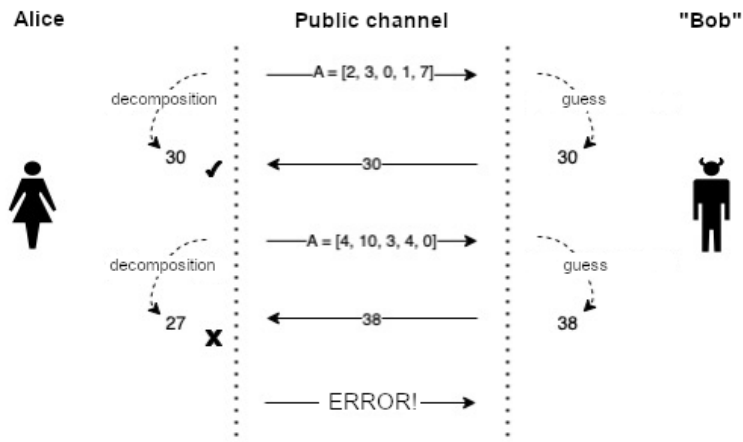 Alice Public channel "Bob"
A = [2, 3, 0, 1, 7]
decomposition guess
30 30 30
A = [4, 10, 3, 4, 0]
decomposition guess
27 38 38
ERROR!